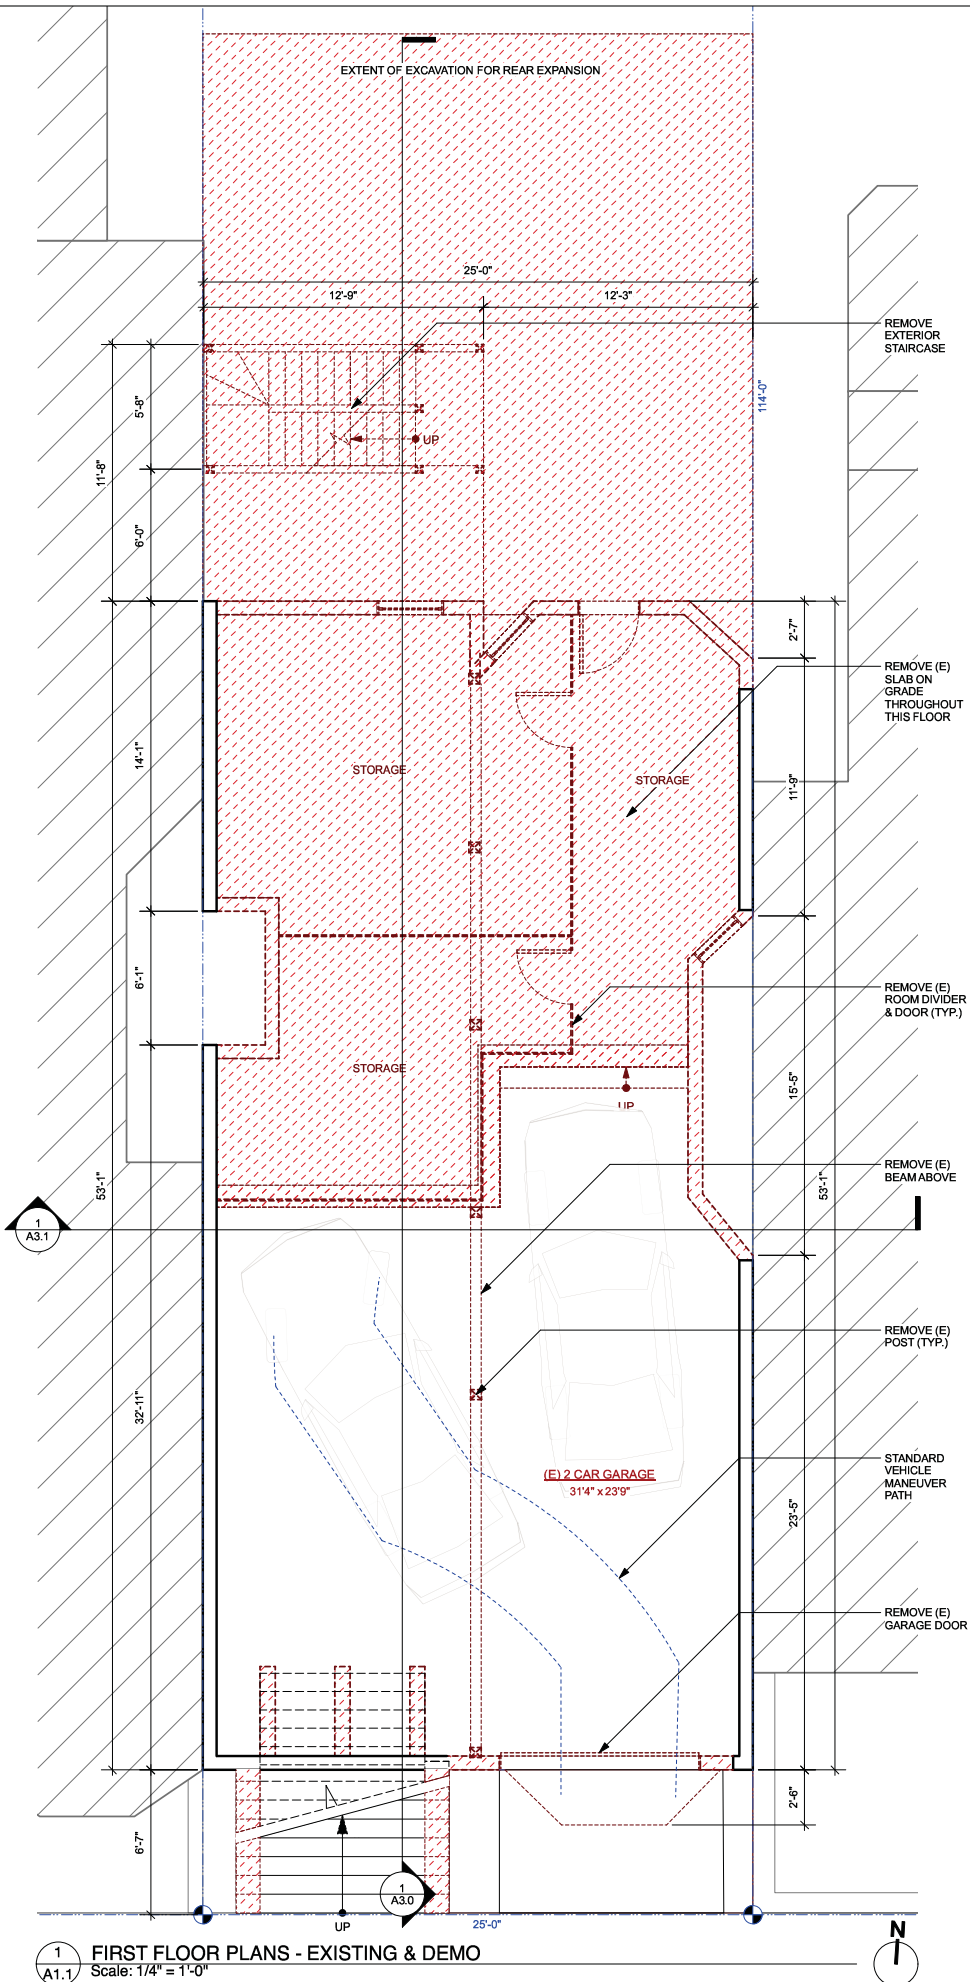 EXTENT OF EXCAVATION FOR REAR EXPANSION
25'-0"
12'-9"
12'-3"
REMOVE
EXTERIOR
STAIRCASE
114'-0"
5'-8"
11'-8"
UP
6'-0"
2'-7"
REMOVE (E)
SLAB ON
GRADE
THROUGHOUT
THIS FLOOR
14'-1"
STORAGE
STORAGE
11'-9"
6'-1"
REMOVE (E)
ROOM DIVIDER
& DOOR (TYP.)
STORAGE
15'-5"
UP
REMOVE (E)
BEAM ABOVE
53'-1"
53'-1"
1
A3.1
REMOVE (E)
POST (TYP.)
32'-11"
(E) 2 CAR GARAGE
31'4" x 23'9"
STANDARD
VEHICLE
MANEUVER
PATH
23'-5"
REMOVE (E)
GARAGE DOOR
2'-6"
6'-7"
1
A3.0
UP
25'-0"
N
1
A1.1
FIRST FLOOR PLANS - EXISTING & DEMO
Scale: 1/4" = 1'-0"